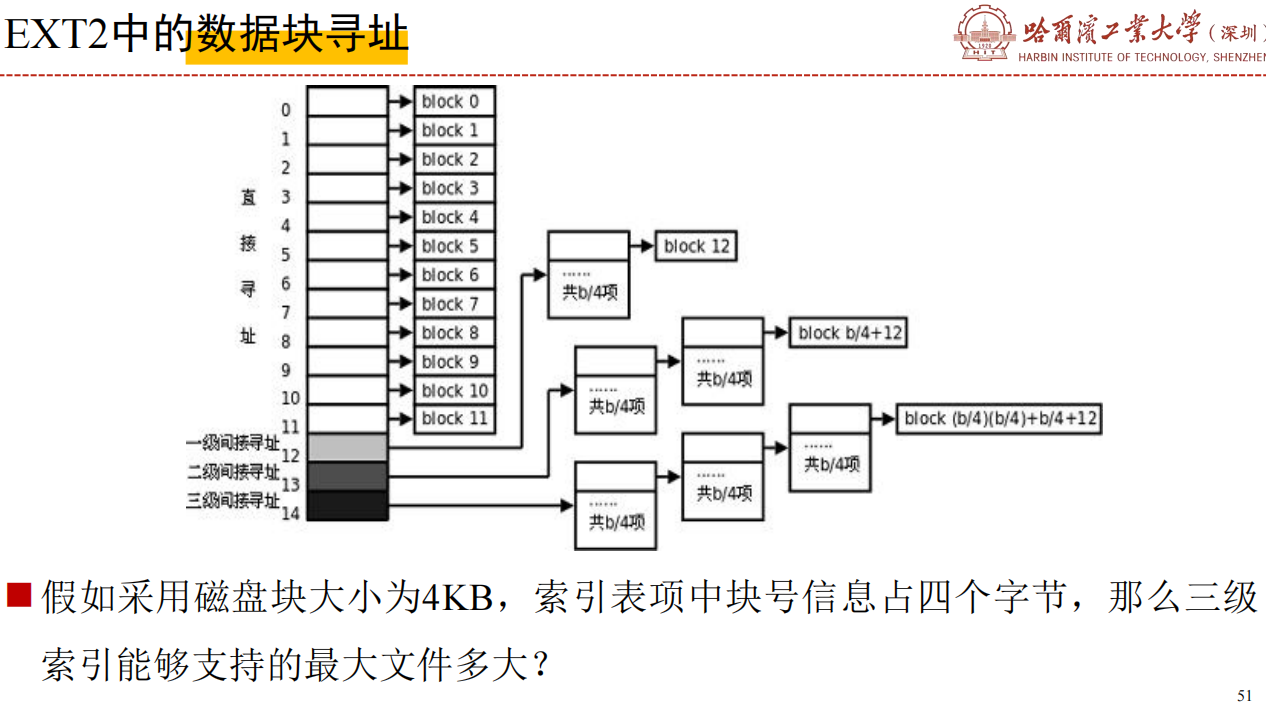 EXT2中的数据块寻址
哈爾濱工業大學(深圳)
HARBIN INSTITUTE OF TECHNOLOGY, SHENZHEN
1920
HIT
0
1
2
3
4
5
6
7
8
9
10
11
12
13
14
直
接
寻
址
一级间接寻址
二级间接寻址
三级间接寻址
block 0
block 1
block 2
block 3
block 4
block 5
block 6
block 7
block 8
block 9
block 10
block 11
……
共b/4项
block 12
……
共b/4项
……
共b/4项
block b/4+12
……
共b/4项
……
共b/4项
……
共b/4项
block (b/4)(b/4)+b/4+12
假如采用磁盘块大小为4KB，索引表项中块号信息占四个字节，那么三级
索引能够支持的最大文件多大？
51